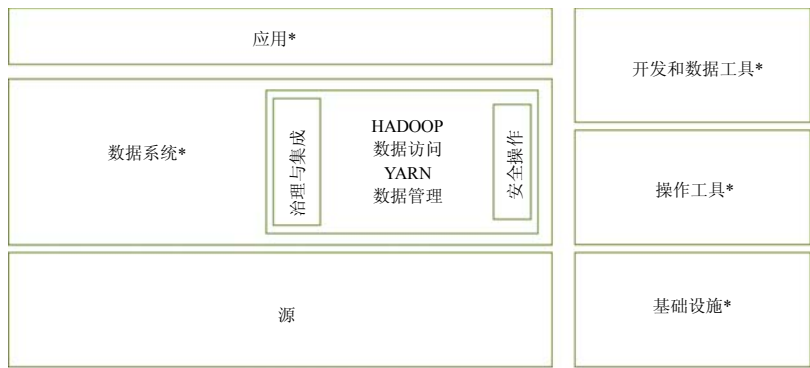 应用*
数据系统*
治理与集成
HADOOP
数据访问
YARN
数据管理
安全操作
源
开发和数据工具*
操作工具*
基础设施*